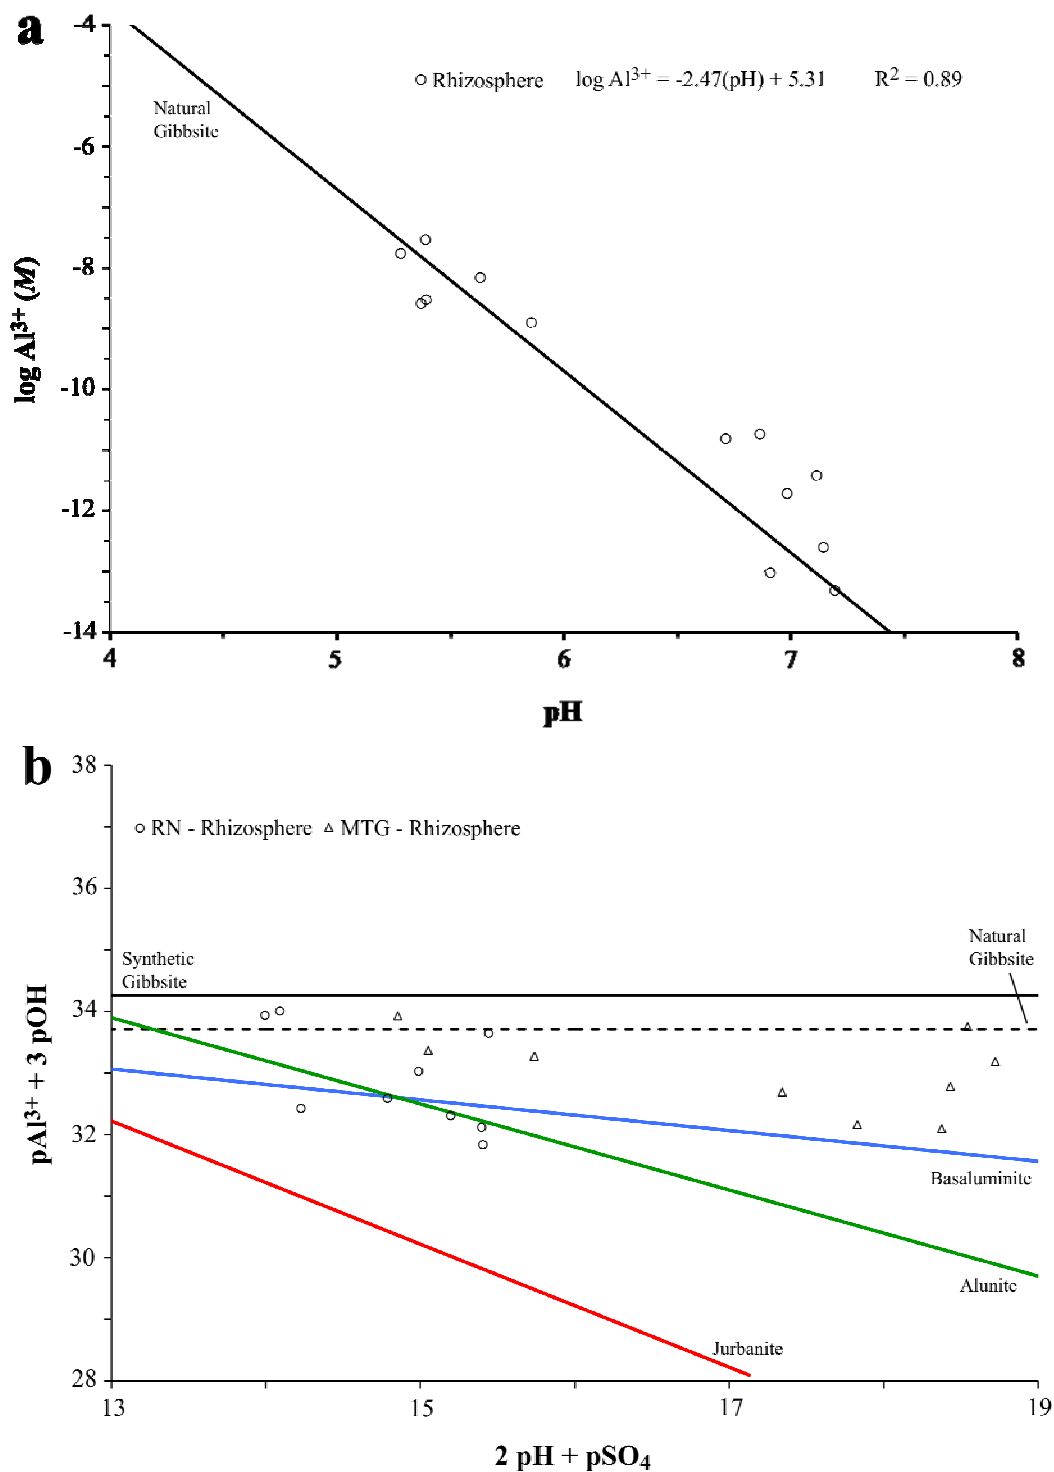 a
-4
Rhizosphere log Al3+ = -2.47(pH) + 5.31 R2 = 0.89
Natural
Gibbsite
-6
-8
log Al3+ (M)
-10
-12
-14
4 5 6 7 8
pH
b
38
RN - Rhizosphere MTG - Rhizosphere
36
Natural
Gibbsite
Synthetic
Gibbsite
34
pAl3+ + 3 pOH
32
Basaluminite
30
Alunite
Jurbanite
28
13 15 17 19
2 pH + pSO4